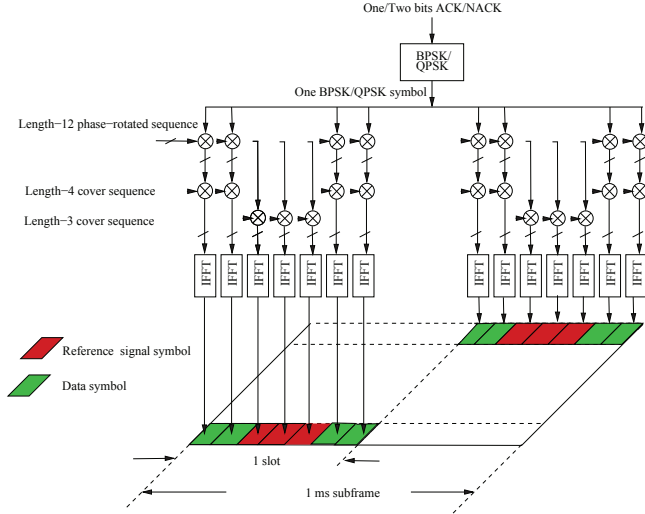 One/Two bits ACK/NACK
BPSK/
QPSK
One BPSK/QPSK symbol
Length−12 phase−rotated sequence
Length−4 cover sequence
Length−3 cover sequence
IFFT IFFT IFFT IFFT IFFT IFFT IFFT IFFT IFFT IFFT IFFT IFFT IFFT IFFT
Reference signal symbol
Data symbol
1 slot
1 ms subframe